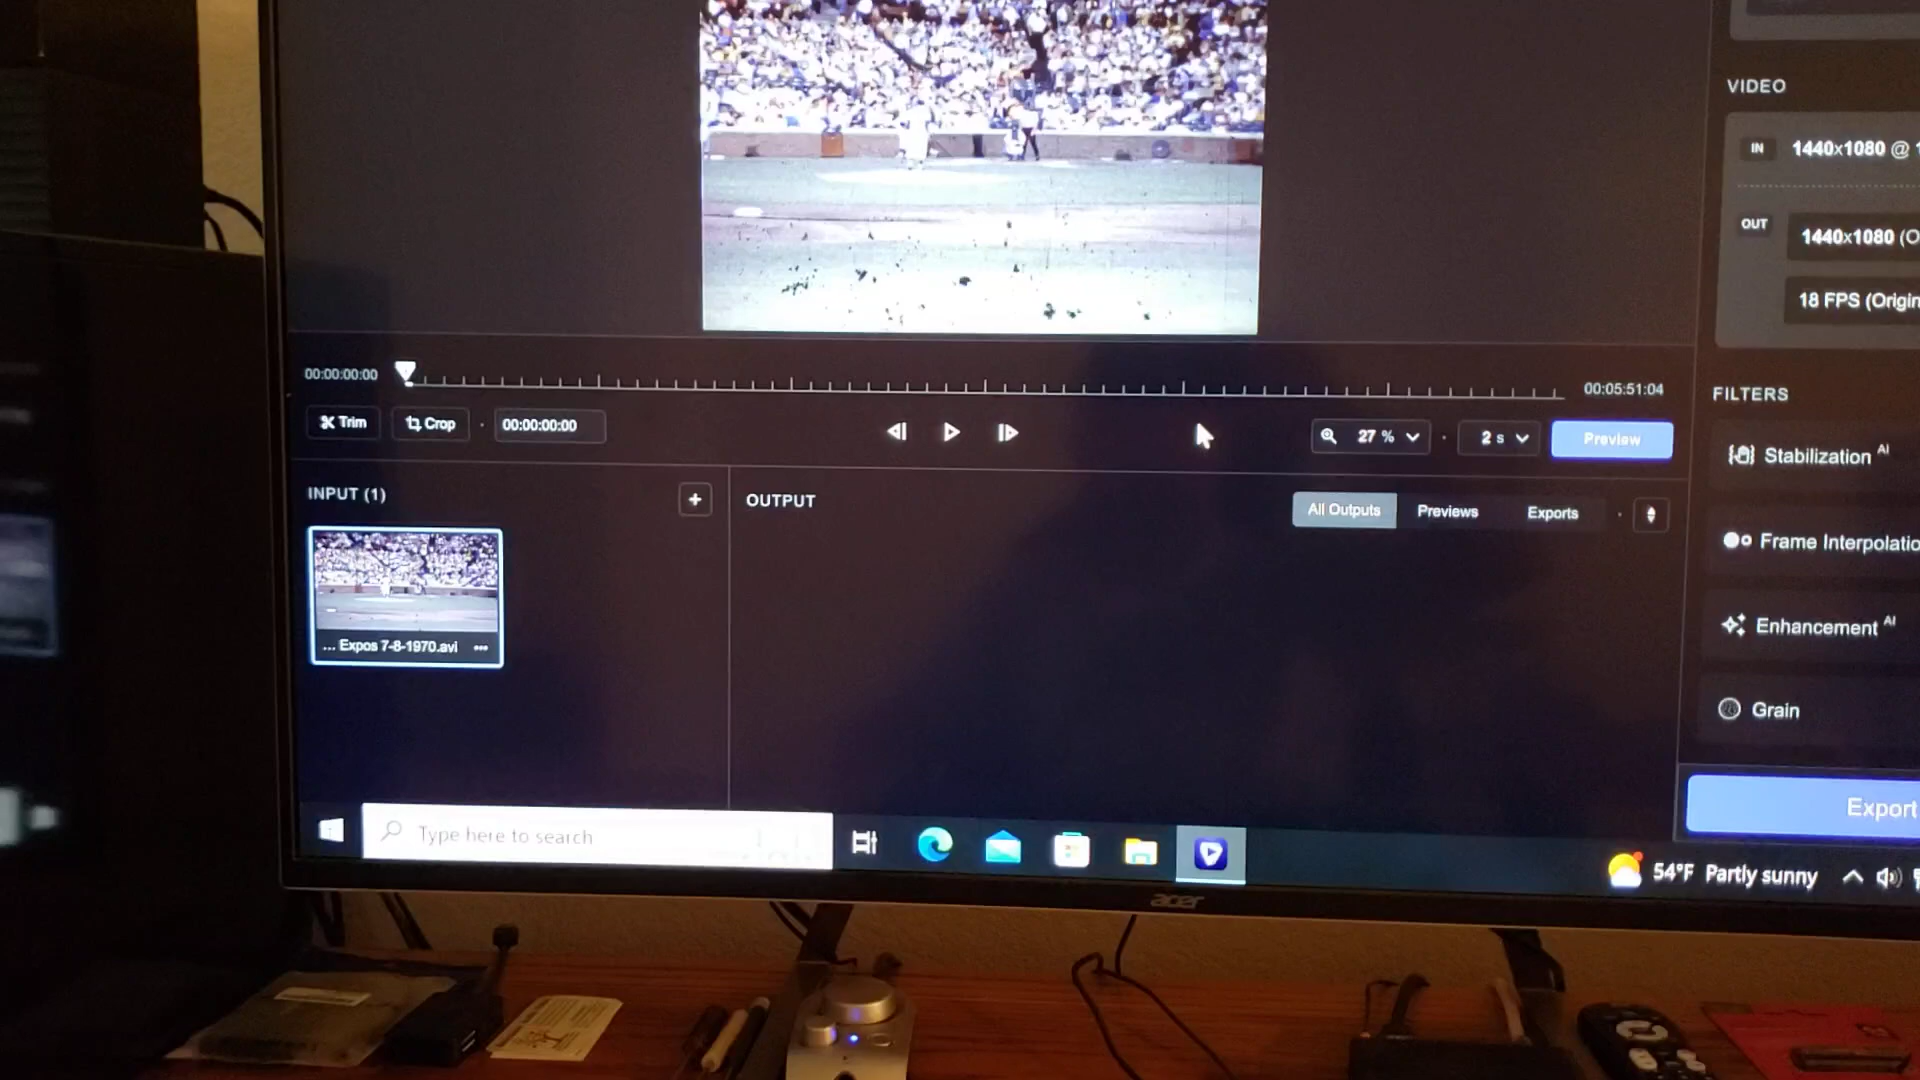 VIDEO
IN 1440x1080 @ 1
OUT 1440x1080 (O
18 FPS (Origin
00:00:00:00
00:05:51:04
Trim Crop 00:00:00:00
27 % 2 s Preview
FILTERS
Stabilization AI
Frame Interpolatio
Enhancement AI
Grain
Export
INPUT (1) +
... Expos 7-8-1970.avi
OUTPUT All Outputs Previews Exports
Type here to search
54°F Partly sunny
acer